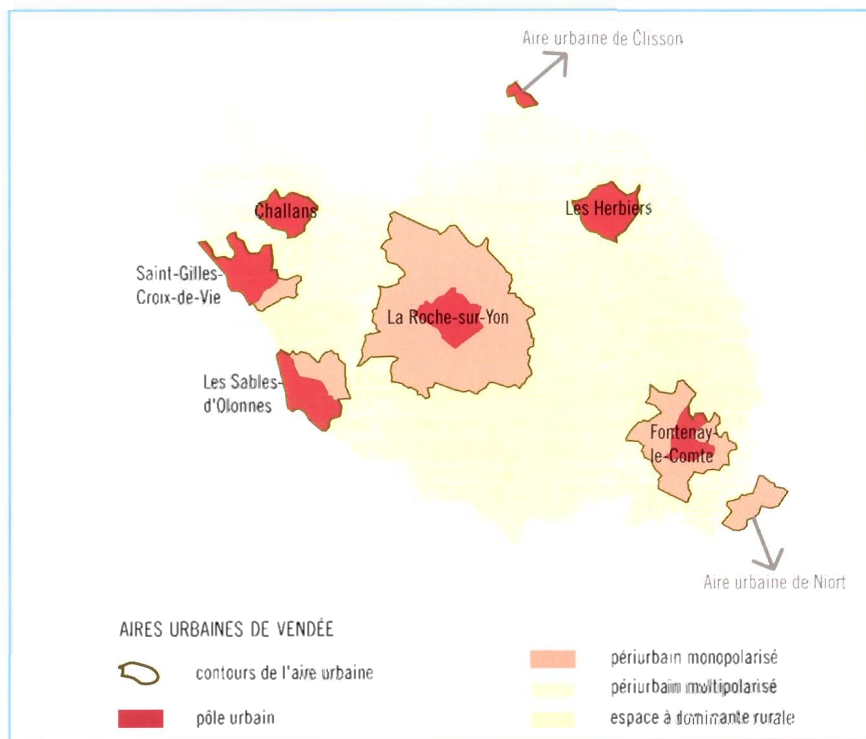 Aire urbaine de Clisson
Challans
Les Herbiers
Saint-Gilles-
Croix-de-Vie
La Roche-sur-Yon
Les Sables-
d'Olonnes
Fontenay-
le-Comte
Aire urbaine de Niort
AIRES URBAINES DE VENDÉE
contours de l'aire urbaine
pôle urbain
périurbain monopolisé
périurbain multipolarisé
espace à dominante rurale